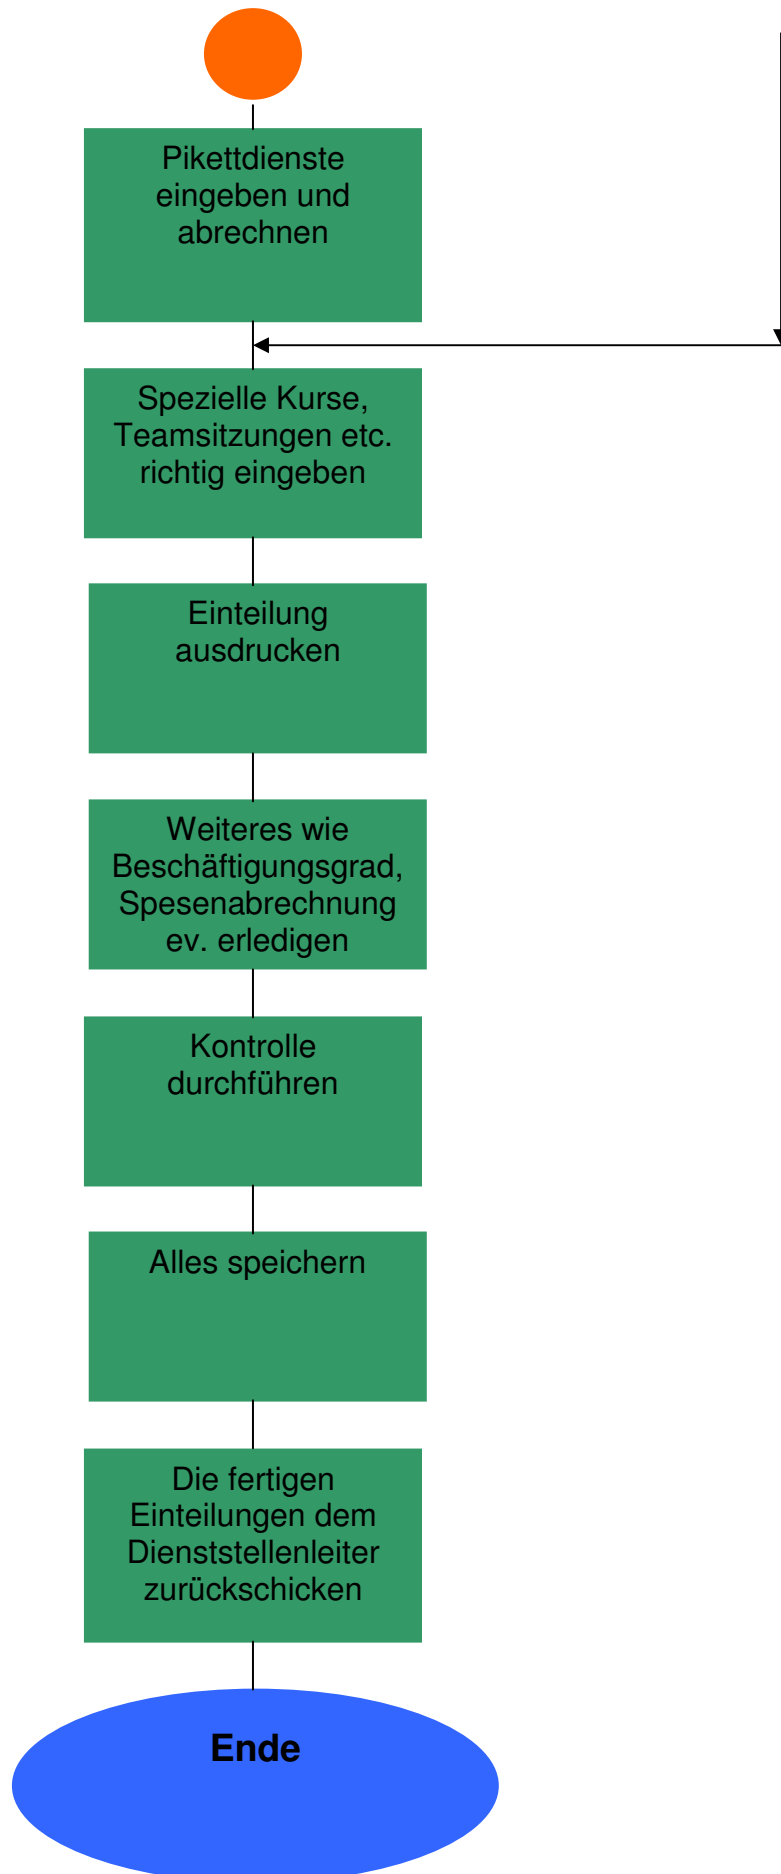 Pikettdienste
eingeben und
abrechnen
Spezielle Kurse,
Teamsitzungen etc.
richtig eingeben
Einteilung
ausdrucken
Weiteres wie
Beschäftigungsgrad,
Spesenabrechnung
ev. erledigen
Kontrolle
durchführen
Alles speichern
Die fertigen
Einteilungen dem
Dienststellenleiter
zurückschicken
Ende